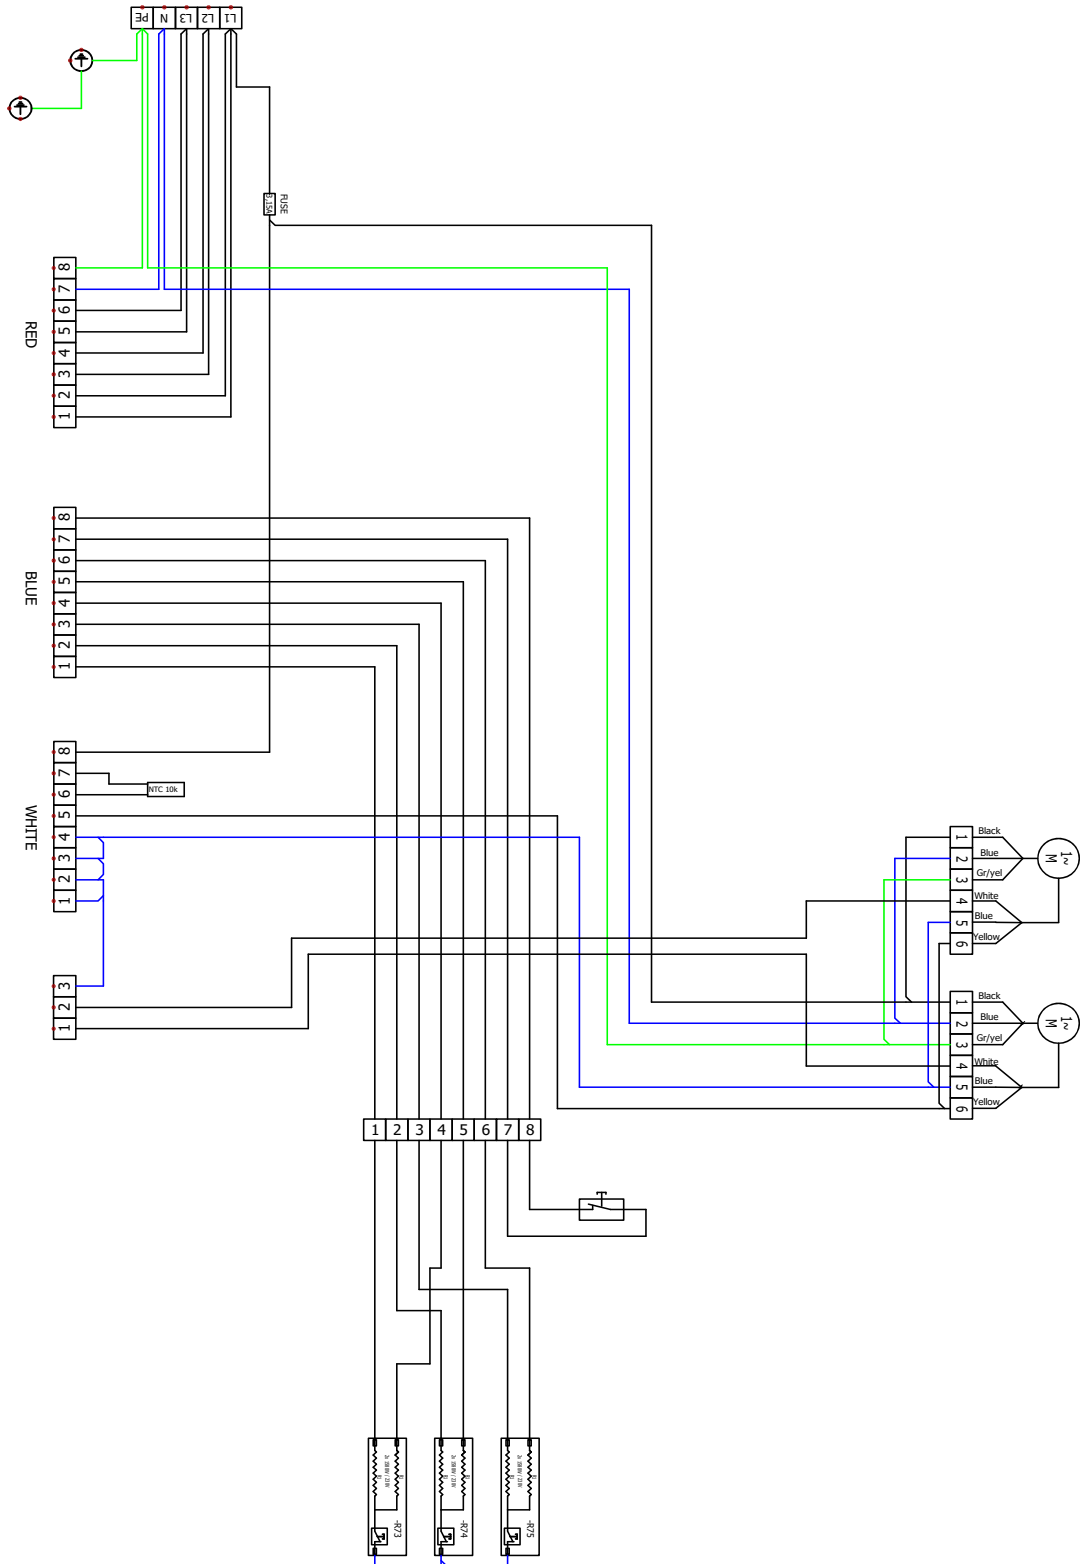 PE N L3 L2 L1
FUSE
3,15A
8
7
6
5
4
3
2
1
RED
8
7
6
5
4
3
2
1
BLUE
8
7
6
5
4
3
2
1
WHITE
NTC 10k
3
2
1
1 Black
2 Blue
3 Gr/yel
4 White
5 Blue
6 Yellow
1~
M
1 Black
2 Blue
3 Gr/yel
4 White
5 Blue
6 Yellow
1~
M
1 2 3 4 5 6 7 8
-R73
-R74
-R75